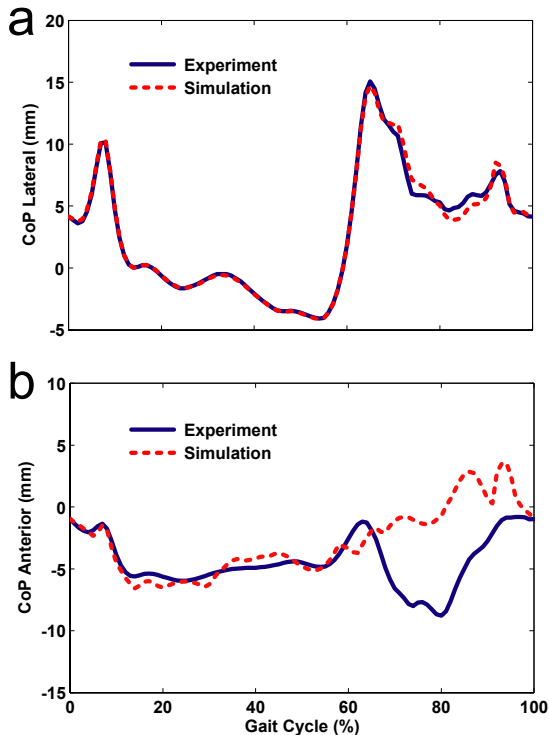 a
20
15
10
5
0
-5
CoP Lateral (mm)
Experiment
Simulation
b
10
5
0
-5
-10
-15
CoP Anterior (mm)
Experiment
Simulation
0 20 40 60 80 100
Gait Cycle (%)